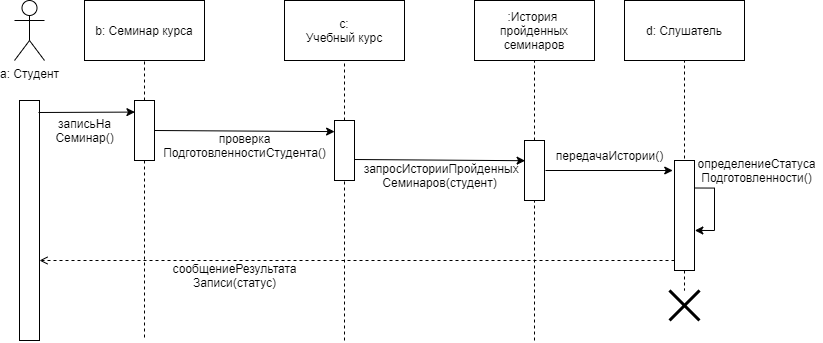 a: Студент
b: Семинар курса
c:
Учебный курс
:История
пройденных
семинаров
d: Слушатель
записьНа
Семинар()
проверка
ПодготовленностиСтудента()
запросИсторииПройденных
Семинаров(студент)
передачаИстории()
определениеСтатуса
Подготовленности()
сообщениеРезультата
Записи(статус)